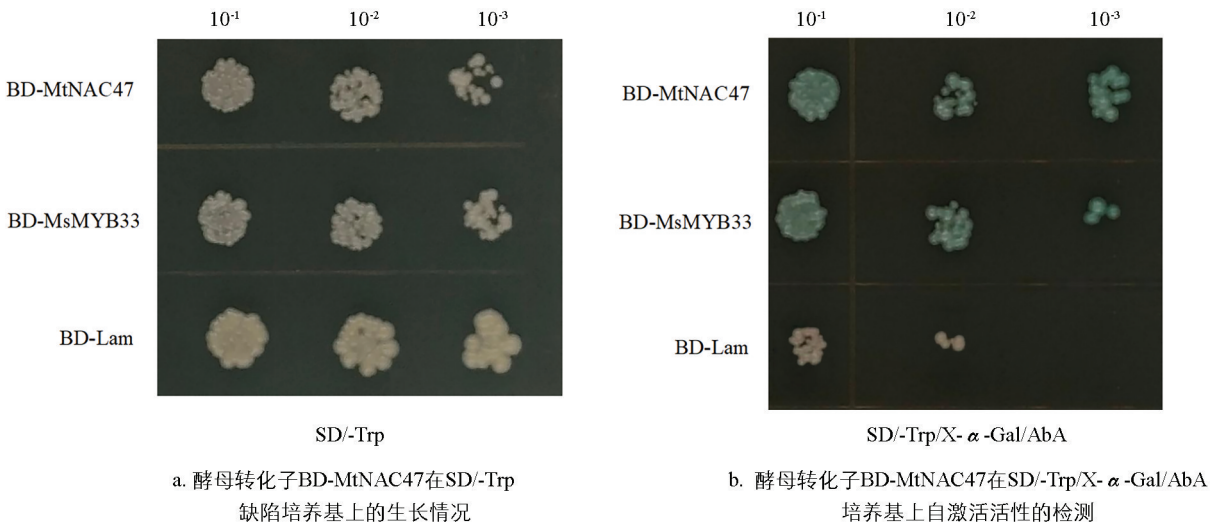 10⁻¹ 10⁻² 10⁻³
BD-MtNAC47
BD-MsMYB33
BD-Lam
SD/-Trp
a. 酵母转化子BD-MtNAC47在SD/-Trp
缺陷培养基上的生长情况
10⁻¹ 10⁻² 10⁻³
BD-MtNAC47
BD-MsMYB33
BD-Lam
SD/-Trp/X-α-Gal/AbA
b. 酵母转化子BD-MtNAC47在SD/-Trp/X-α-Gal/AbA
培养基上自激活活性的检测